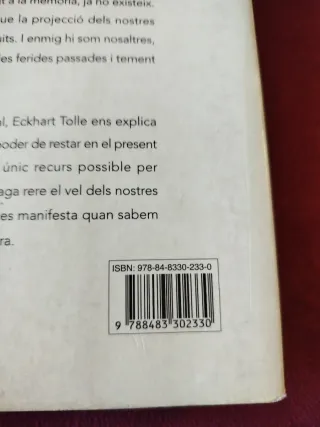 a la memòria, ja no existeix.
que la projecció dels nostres
its. I enmig hi som nosaltres,
es ferides passades i tement
l, Eckhart Tolle ens explica
poder de restar en el present
únic recurs possible per
aga rere el vel dels nostres
es manifesta quan sabem
ra.
ISBN: 978-84-8330-233-0
9 788483 302330